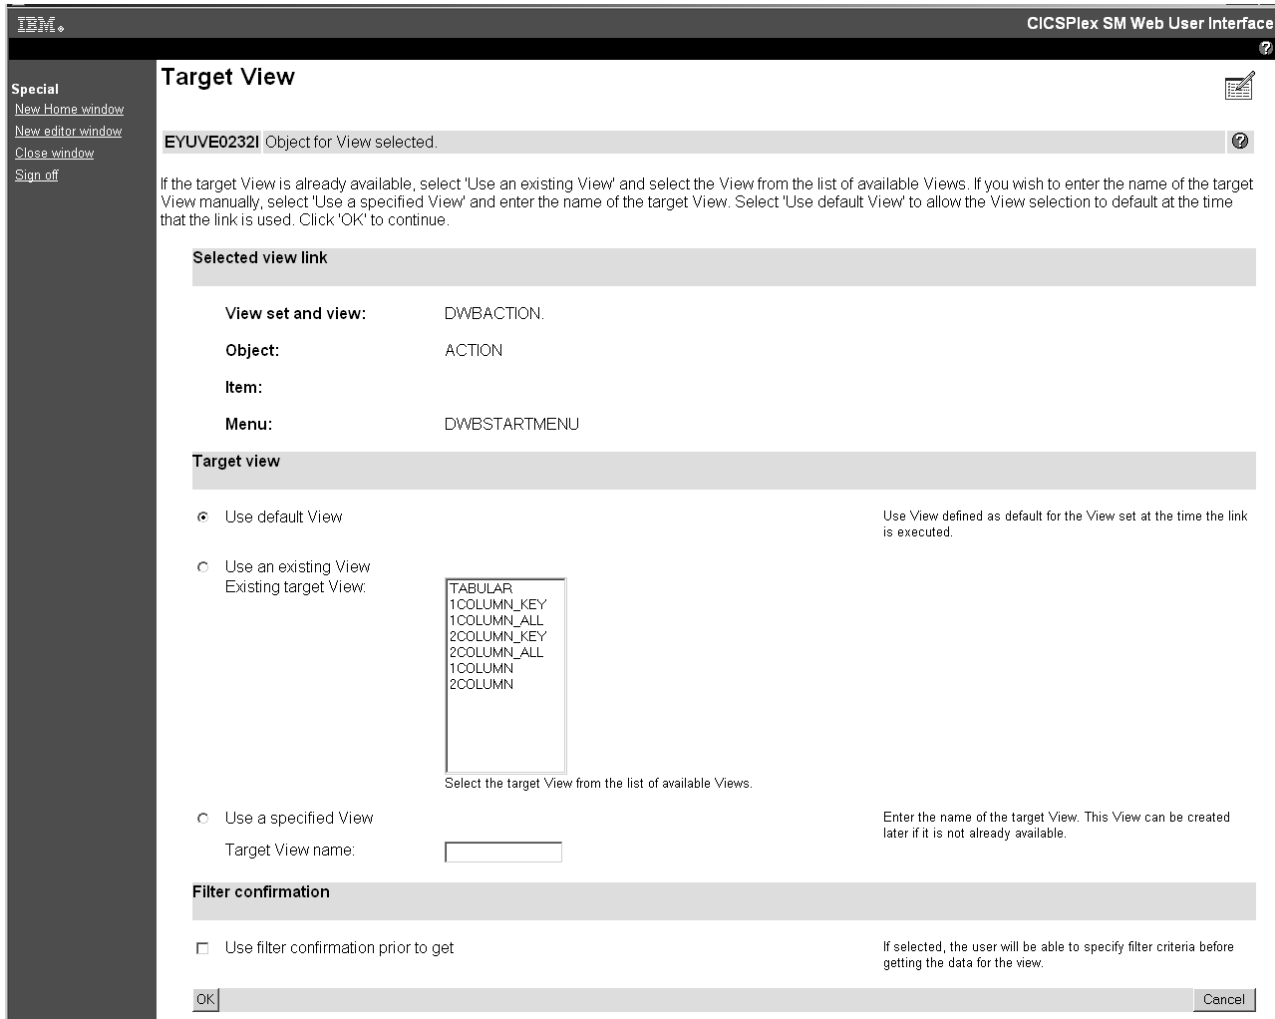 IBM.
CICSPlex SM Web User Interface
?
Special
New Home window
New editor window
Close window
Sign off
Target View
EYUVE0232I Object for View selected.
?
If the target View is already available, select 'Use an existing View' and select the View from the list of available Views. If you wish to enter the name of the target
View manually, select 'Use a specified View' and enter the name of the target View. Select 'Use default View' to allow the View selection to default at the time
that the link is used. Click 'OK' to continue.
Selected view link
View set and view: DWBACTION.
Object: ACTION
Item:
Menu: DWBSTARTMENU
Target view
Use default View
Use View defined as default for the View set at the time the link
is executed.
Use an existing View
Existing target View:
TABULAR
1COLUMN_KEY
1COLUMN_ALL
2COLUMN_KEY
2COLUMN_ALL
1COLUMN
2COLUMN
Select the target View from the list of available Views.
Use a specified View
Enter the name of the target View. This View can be created
later if it is not already available.
Target View name:
Filter confirmation
Use filter confirmation prior to get
If selected, the user will be able to specify filter criteria before
getting the data for the view.
OK
Cancel